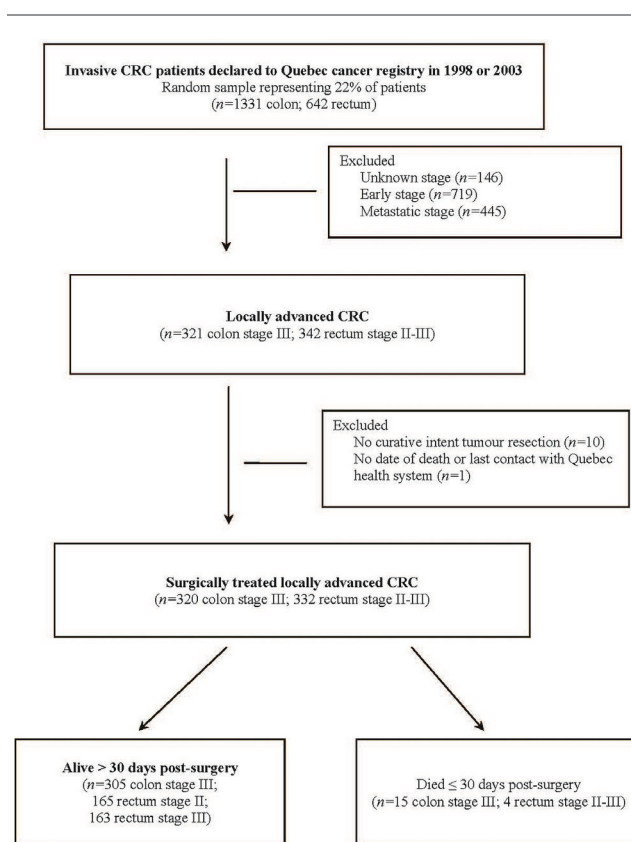 Invasive CRC patients declared to Quebec cancer registry in 1998 or 2003
Random sample representing 22% of patients
(n=1331 colon; 642 rectum)
Excluded
Unknown stage (n=146)
Early stage (n=719)
Metastatic stage (n=445)
Locally advanced CRC
(n=321 colon stage III; 342 rectum stage II-III)
Excluded
No curative intent tumour resection (n=10)
No date of death or last contact with Quebec
health system (n=1)
Surgically treated locally advanced CRC
(n=320 colon stage III; 332 rectum stage II-III)
Alive > 30 days post-surgery
(n=305 colon III;
165 rectum stage II;
163 rectum stage III)
Died ≤ 30 days post-surgery
(n=15 colon stage III; 4 rectum stage II-III)